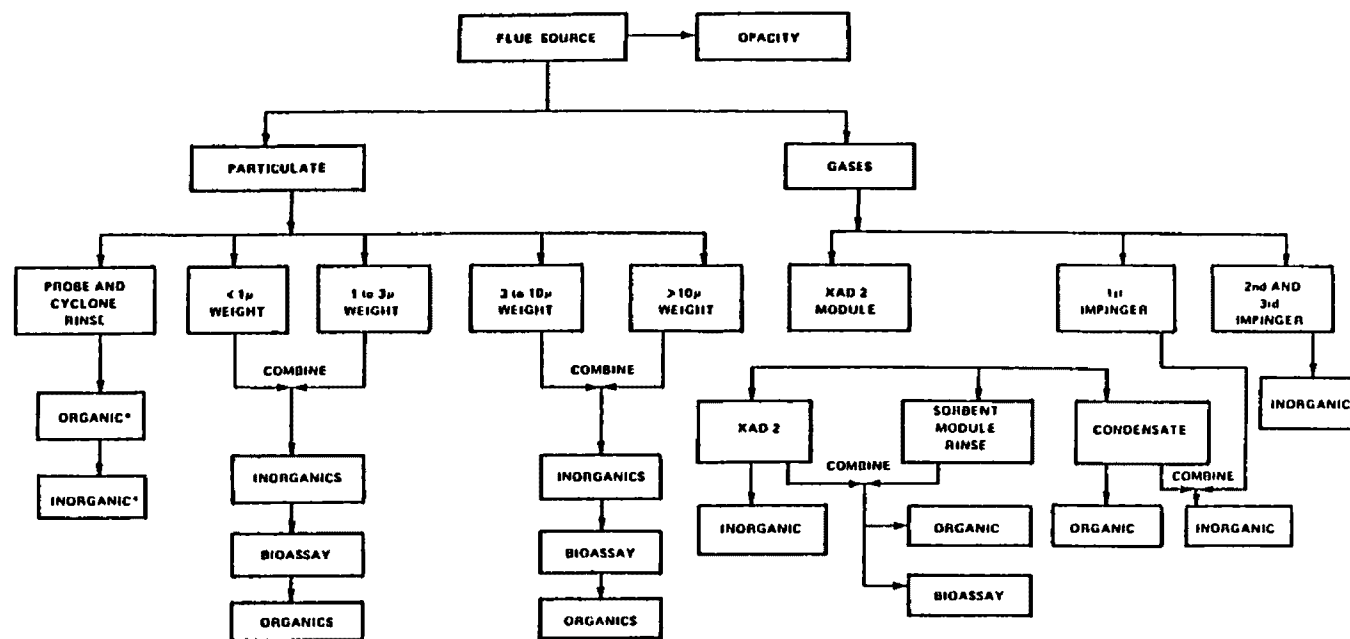 FLUE SOURCE
OPACITY
PARTICULATE
GASES
PROBE AND
CYCLONE
RINSE
< 1µ
WEIGHT
1 to 3µ
WEIGHT
3 to 10µ
WEIGHT
>10µ
WEIGHT
XAD 2
MODULE
1st
IMPINGER
2nd AND
3rd
IMPINGER
COMBINE
COMBINE
ORGANIC*
INORGANIC*
INORGANICS
BIOASSAY
ORGANICS
INORGANICS
BIOASSAY
ORGANICS
XAD 2
SORBENT
MODULE
RINSE
CONDENSATE
INORGANIC
COMBINE
COMBINE
INORGANIC
ORGANIC
BIOASSAY
ORGANIC
INORGANIC